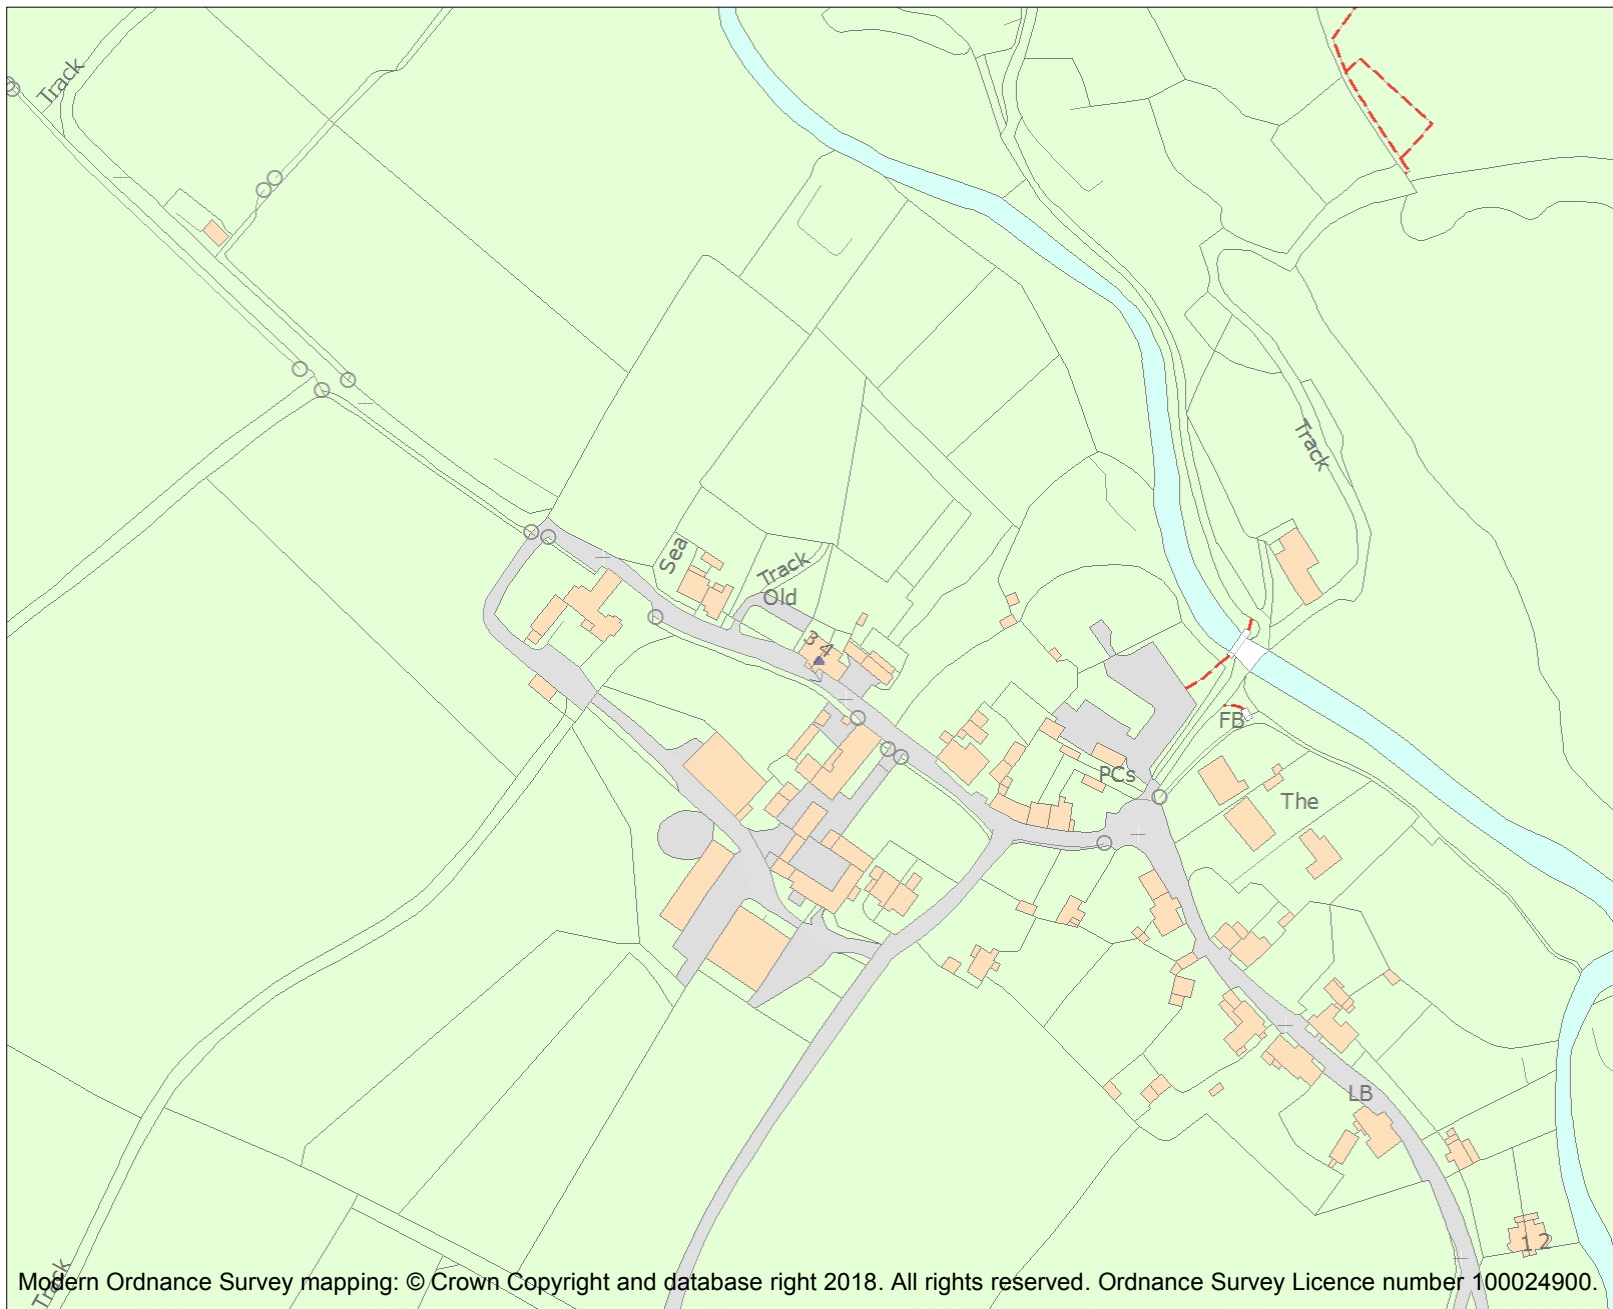 Track
Track
Sea
Track
Old
3 4
FB
PCs
The
LB
1 2
Track
Modern Ordnance Survey mapping: © Crown Copyright and database right 2018. All rights reserved. Ordnance Survey Licence number 100024900.